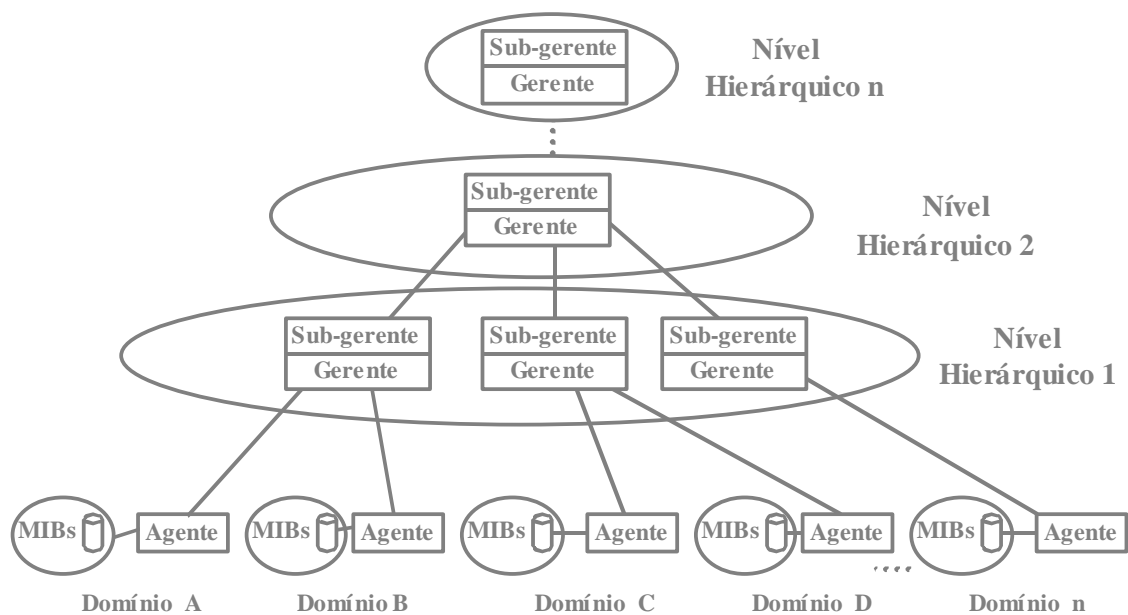 Sub-gerente
Gerente
Nível
Hierárquico n
Sub-gerente
Gerente
Nível
Hierárquico 2
Sub-gerente
Gerente
Sub-gerente
Gerente
Sub-gerente
Gerente
Nível
Hierárquico 1
MIBs
Agente
MIBs
Agente
MIBs
Agente
MIBs
Agente
MIBs
Agente
....
Domínio A
Domínio B
Domínio C
Domínio D
Domínio n